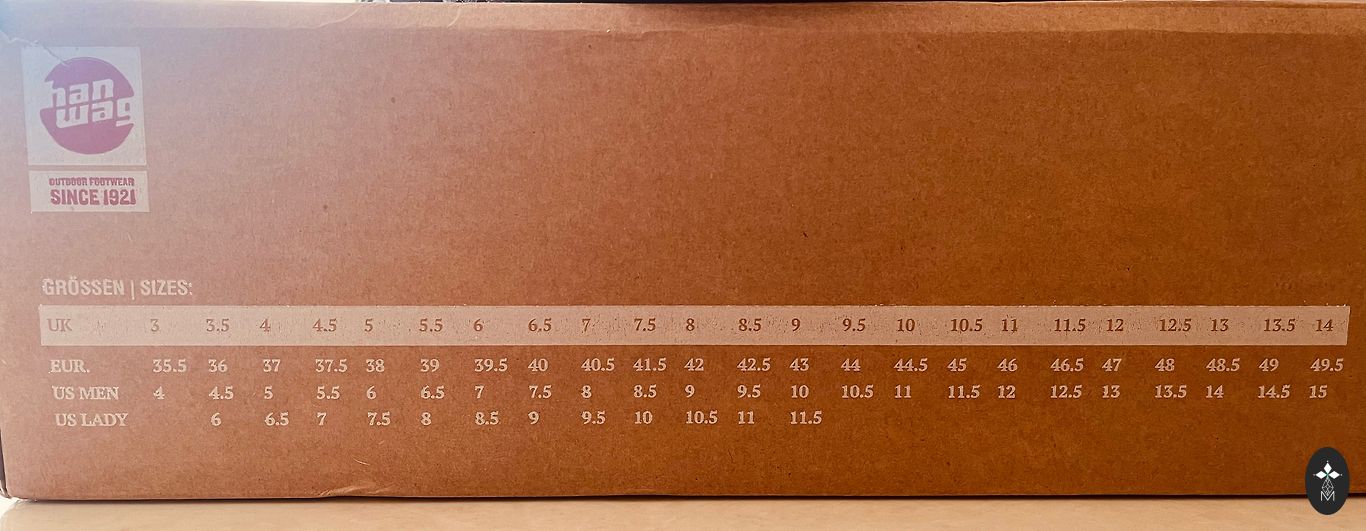 han
wag
OUTDOOR FOOTWEAR
SINCE 1921
GRÖSSEN | SIZES:
UK 3 3.5 4 4.5 5 5.5 6 6.5 7 7.5 8 8.5 9 9.5 10 10.5 11 11.5 12 12.5 13 13.5 14
EUR. 35.5 36 37 37.5 38 39 39.5 40 40.5 41.5 42 42.5 43 44 44.5 45 46 46.5 47 48 48.5 49 49.5
US MEN 4 4.5 5 5.5 6 6.5 7 7.5 8 8.5 9 9.5 10 10.5 11 11.5 12 12.5 13 13.5 14 14.5 15
US LADY 6 6.5 7 7.5 8 8.5 9 9.5 10 10.5 11 11.5
M